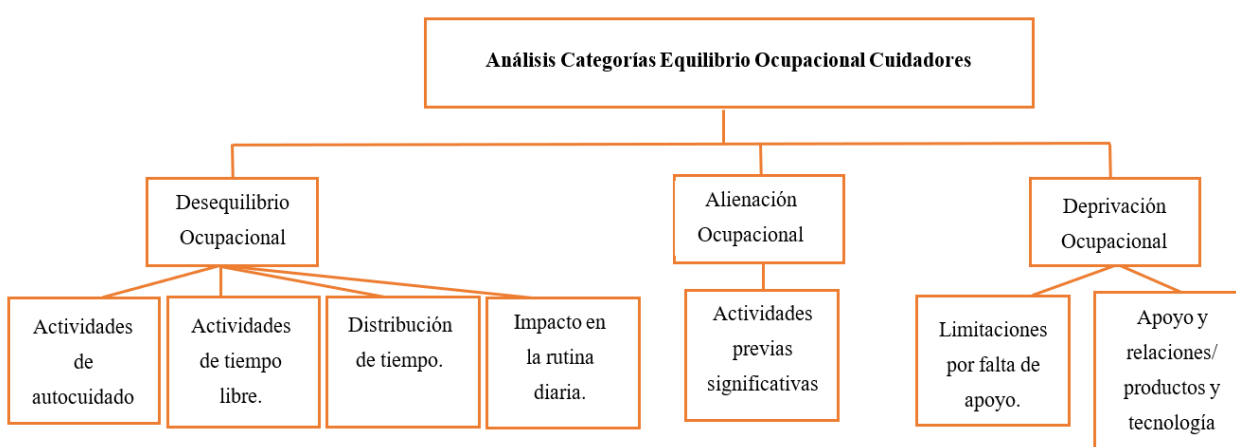 Análisis Categorías Equilibrio Ocupacional Cuidadores
Desequilibrio
Ocupacional
Alienación
Ocupacional
Deprivación
Ocupacional
Actividades
de
autocuidado
Actividades
de tiempo
libre.
Distribución
de tiempo.
Impacto en
la rutina
diaria.
Actividades
previas
significativas
Limitaciones
por falta de
apoyo.
Apoyo y
relaciones/
productos y
tecnología